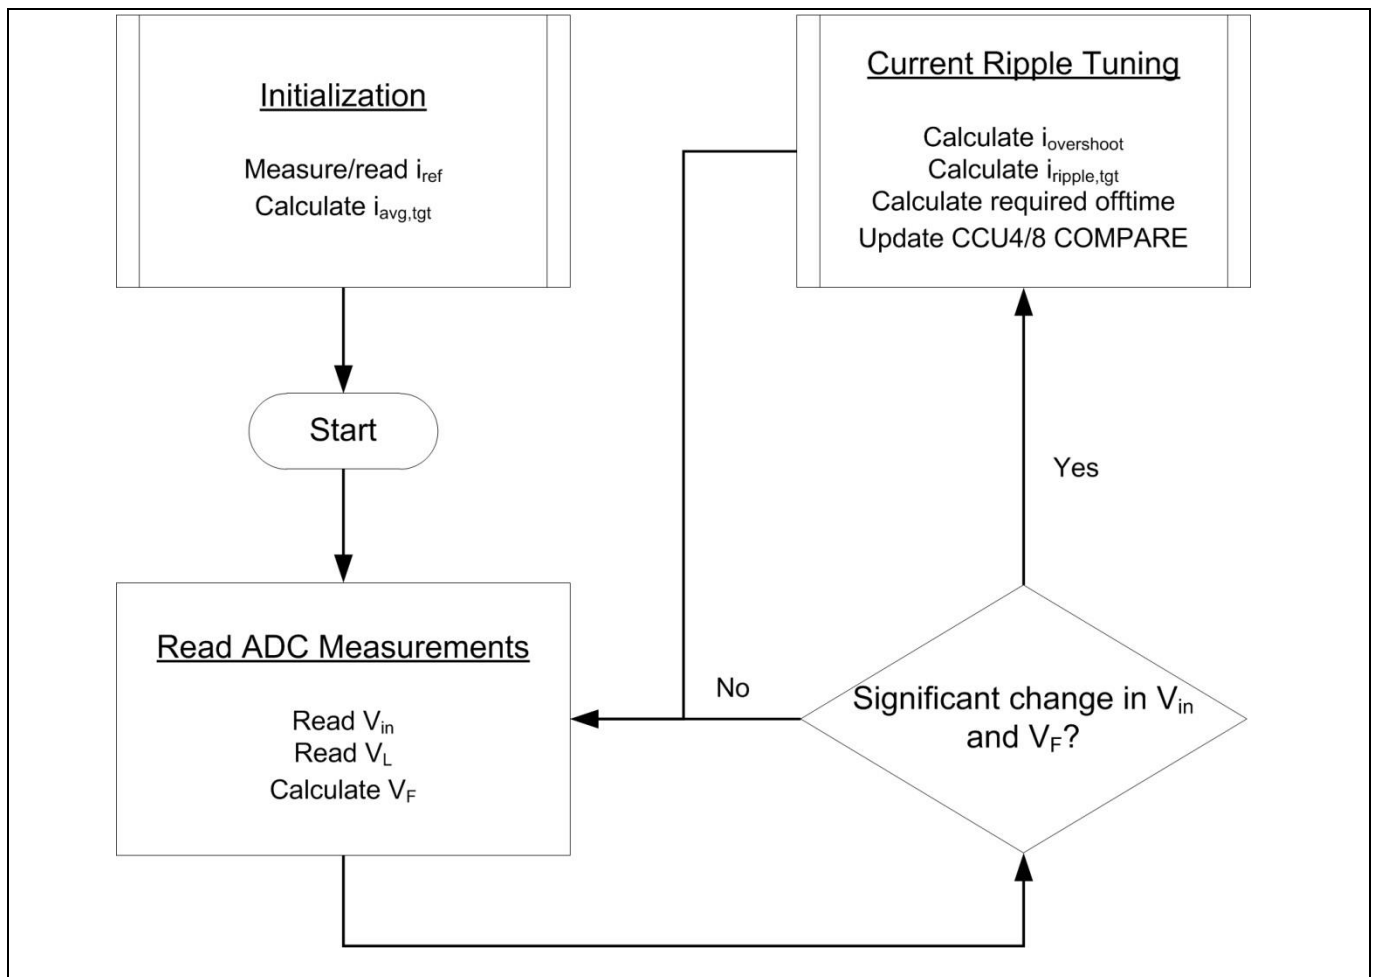 Initialization
Measure/read iref
Calculate iavg,tgt
Current Ripple Tuning
Calculate iovershoot
Calculate iripple,tgt
Calculate required offtime
Update CCU4/8 COMPARE
Start
Yes
Read ADC Measurements
Read Vin
Read VL
Calculate VF
No
Significant change in Vin
and VF?